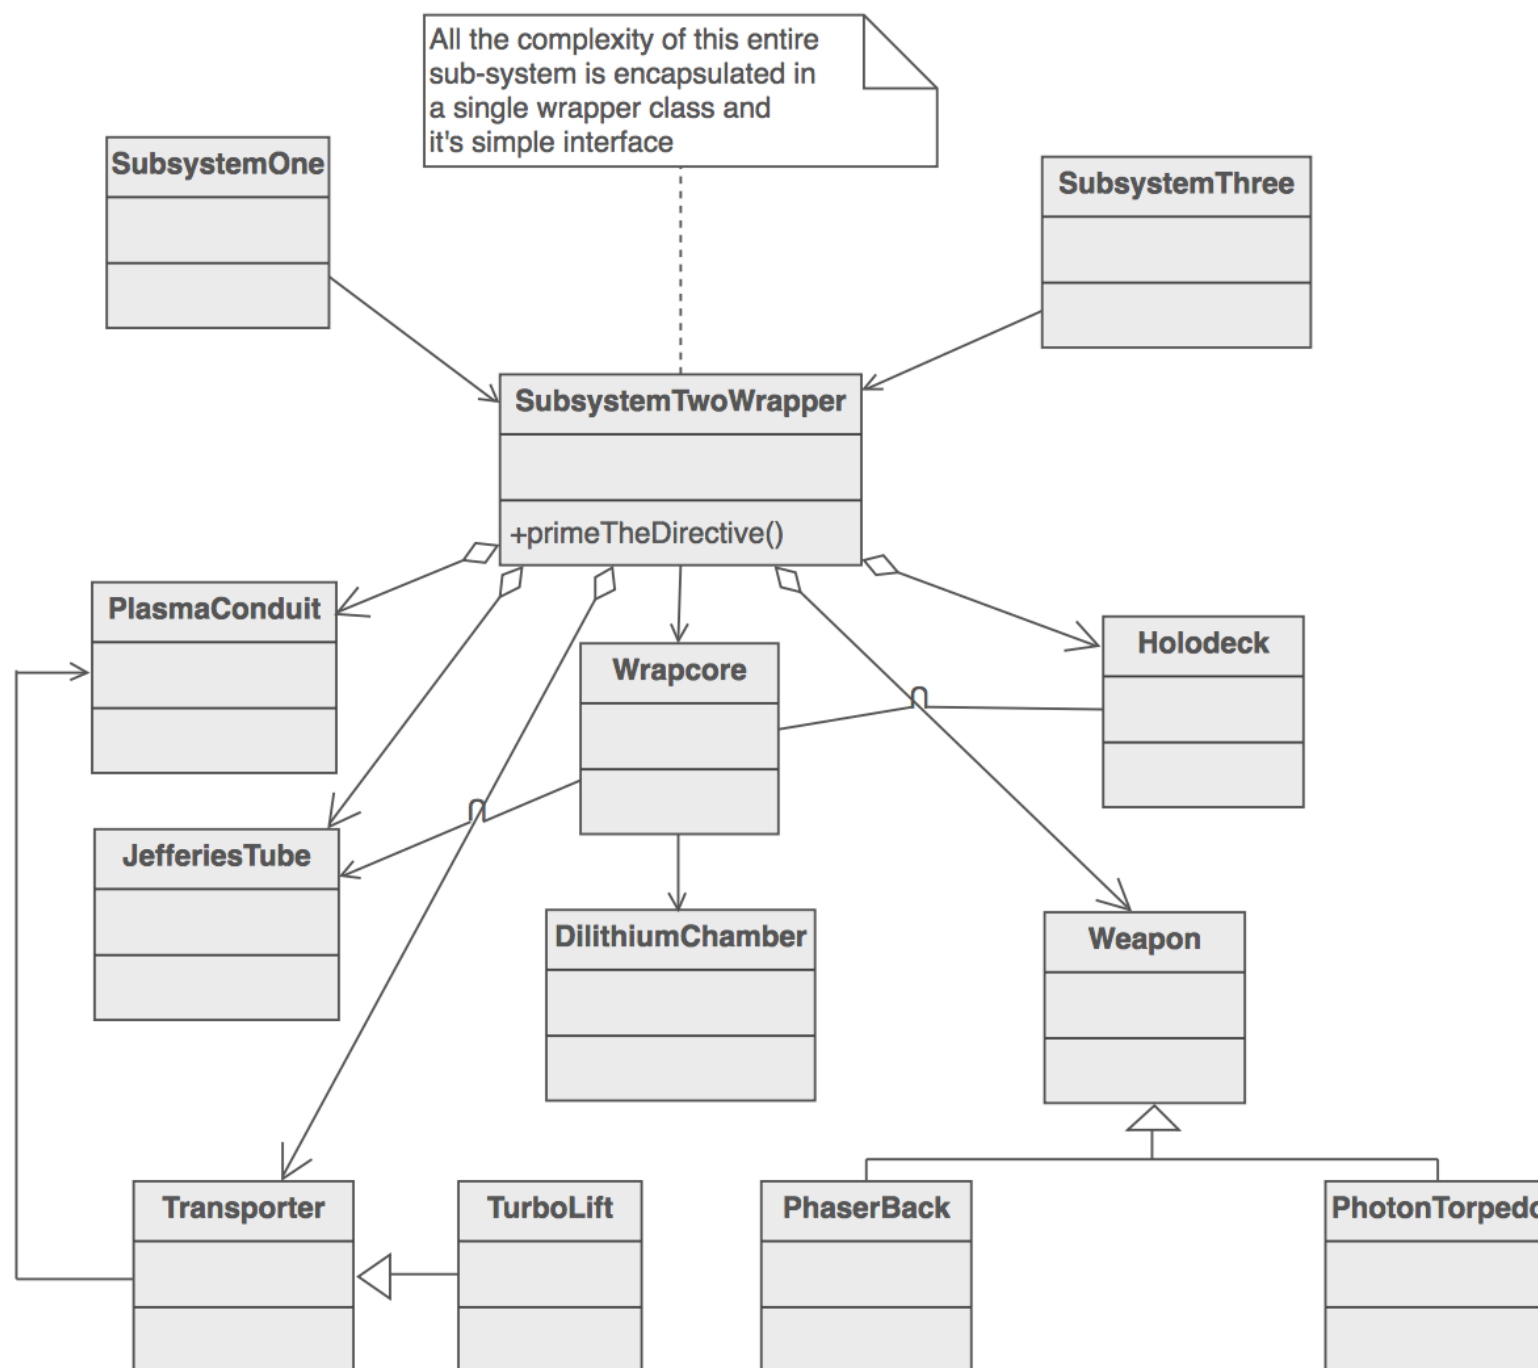 All the complexity of this entire
sub-system is encapsulated in
a single wrapper class and
it's simple interface
SubsystemOne
SubsystemThree
SubsystemTwoWrapper
+primeTheDirective()
PlasmaConduit
Wrapcore
Holodeck
JefferiesTube
DilithiumChamber
Weapon
Transporter
TurboLift
PhaserBack
PhotonTorpedo